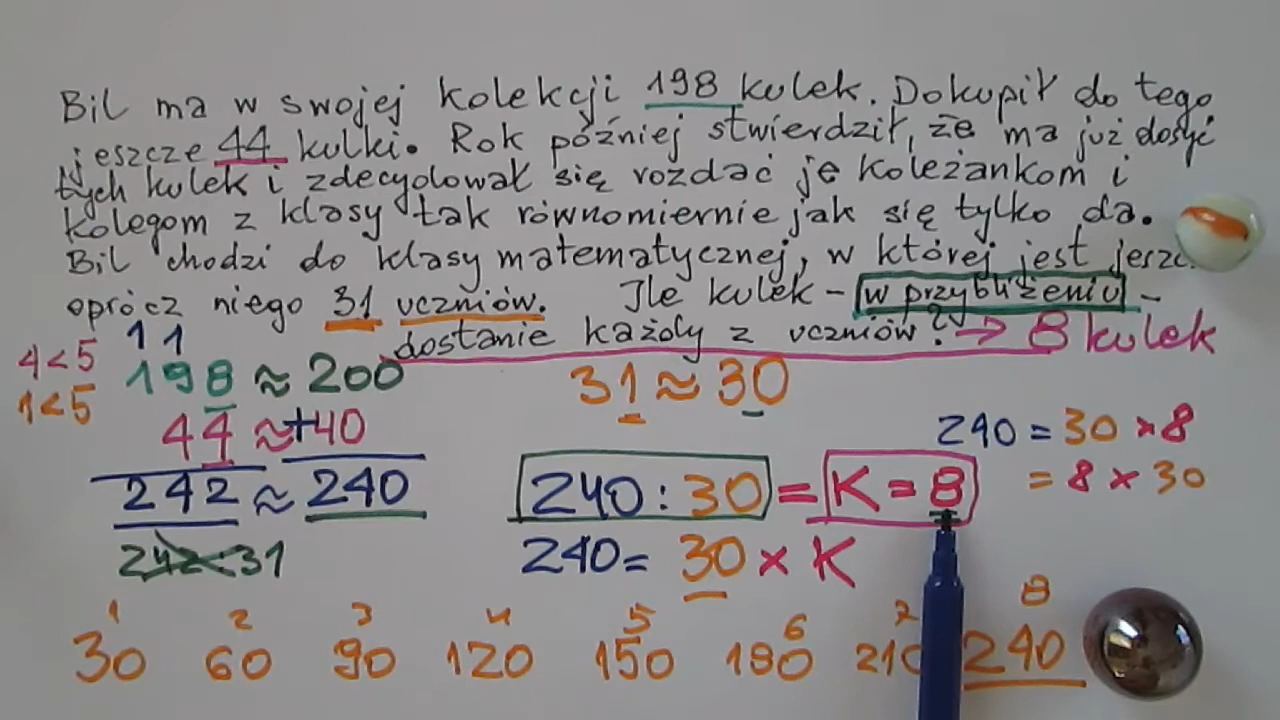 Bil ma w swojej kolekcji 198 kulek. Dokupił do tego
jeszcze 44 kulki. Rok później stwierdził, że ma już dosyć
tych kulek i zdecydował się rozdać je koleżankom i
kolegom z klasy tak równomiernie jak się tylko da.
Bil chodzi do klasy matematycznej, w której jest jeszc
oprócz niego 31 uczniów. Ile kulek - w przybliżeniu -
dostanie każdy z uczniów? → 8 kulek
4<5
1<5
11
198 ≈ 200
44 ≈ +40
242 ≈ 240
242:31
31 ≈ 30
240 : 30 = K = 8
240 = 30 × K
240 = 30 × 8
= 8 × 30
1 2 3 4 5 6 7 8
30 60 90 120 150 180 210 240